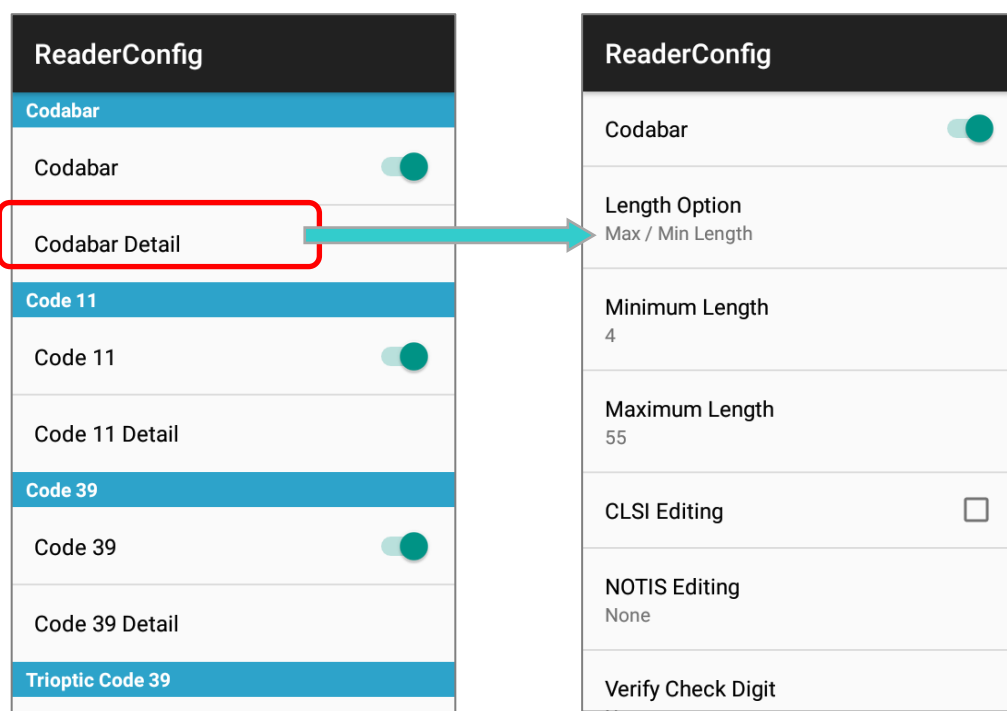 ReaderConfig
Codabar
Codabar
Codabar Detail
Code 11
Code 11
Code 11 Detail
Code 39
Code 39
Code 39 Detail
Trioptic Code 39
ReaderConfig
Codabar
Length Option
Max / Min Length
Minimum Length
4
Maximum Length
55
CLSI Editing
NOTIS Editing
None
Verify Check Digit